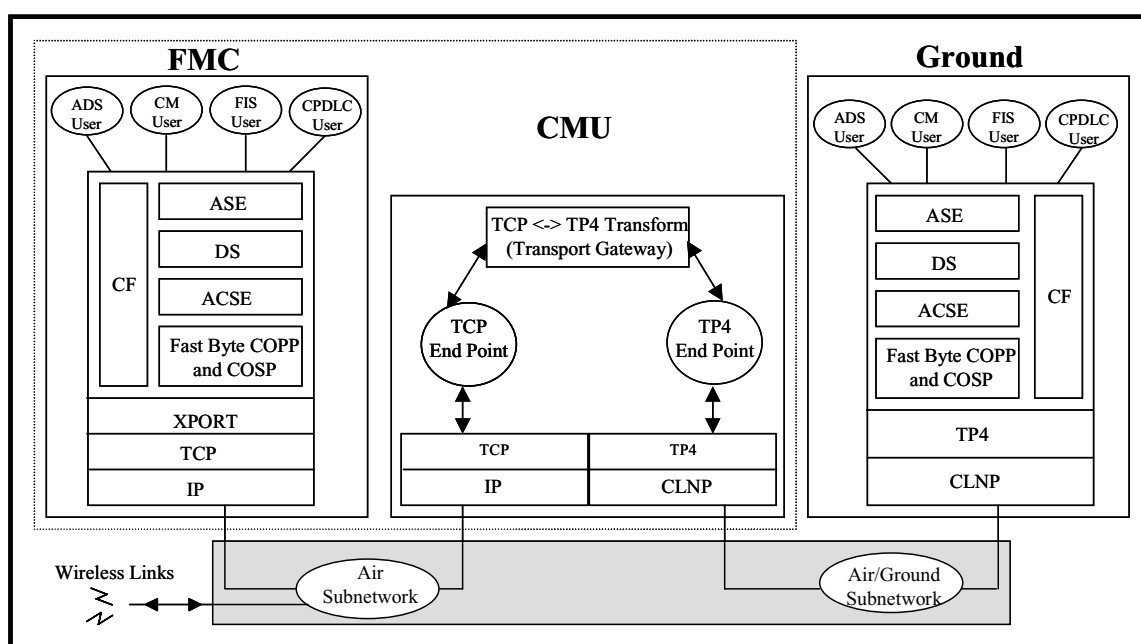 FMC
ADS
User
CM
User
FIS
User
CPDLC
User
CF
ASE
DS
ACSE
Fast Byte COPP
and COSP
XPORT
TCP
IP
CMU
TCP <-> TP4 Transform
(Transport Gateway)
TCP
End Point
TP4
End Point
TCP
TP4
IP
CLNP
Ground
ADS
User
CM
User
FIS
User
CPDLC
User
ASE
DS
ACSE
Fast Byte COPP
and COSP
CF
TP4
CLNP
Wireless Links
Air
Subnetwork
Air/Ground
Subnetwork